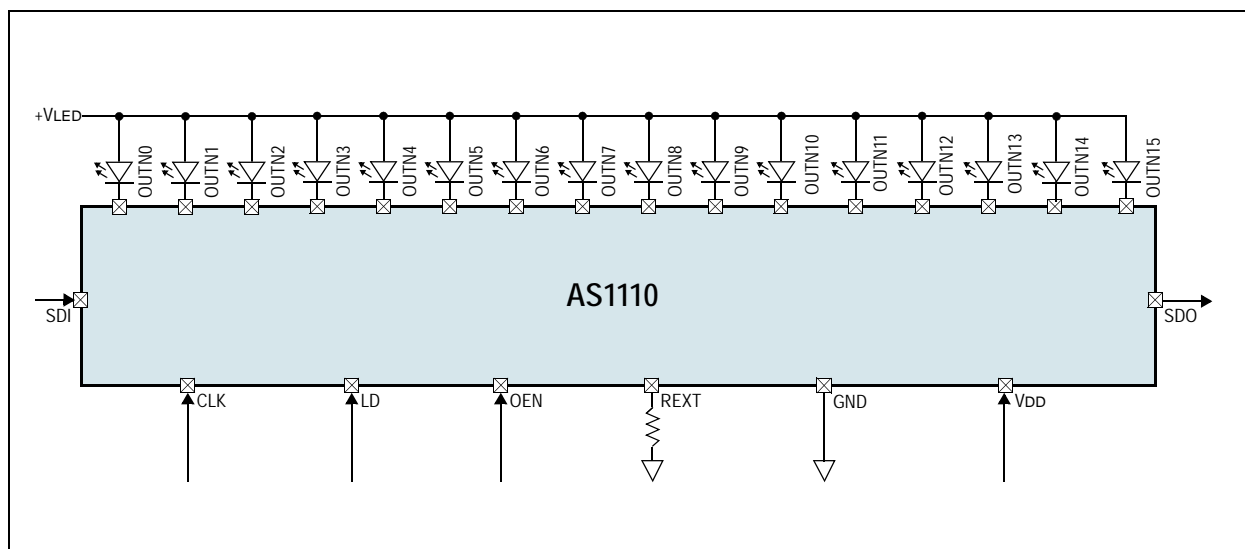 +VLED
OUTN0
OUTN1
OUTN2
OUTN3
OUTN4
OUTN5
OUTN6
OUTN7
OUTN8
OUTN9
OUTN10
OUTN11
OUTN12
OUTN13
OUTN14
OUTN15
AS1110
SDI
SDO
CLK
LD
OEN
REXT
GND
VDD